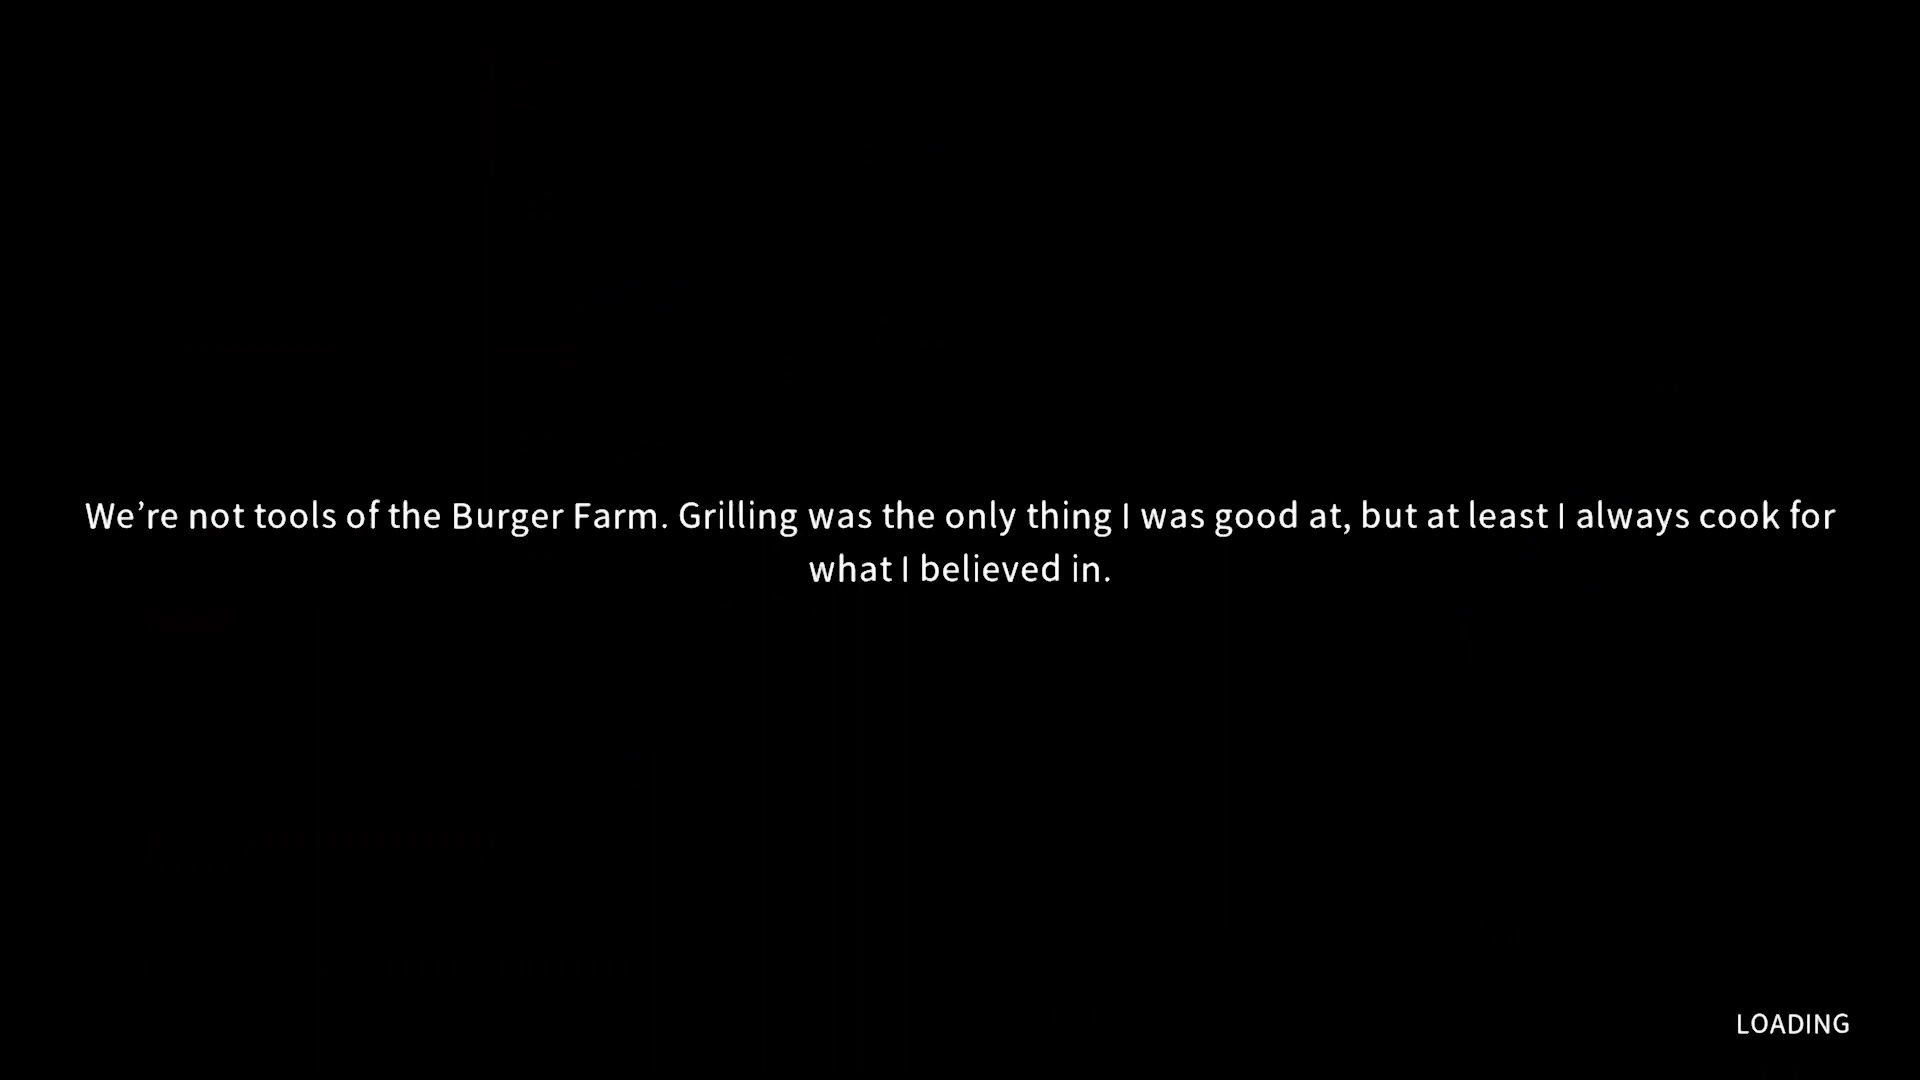 We’re not tools of the Burger Farm. Grilling was the only thing I was good at, but at least I always cook for
what I believed in.
LOADING